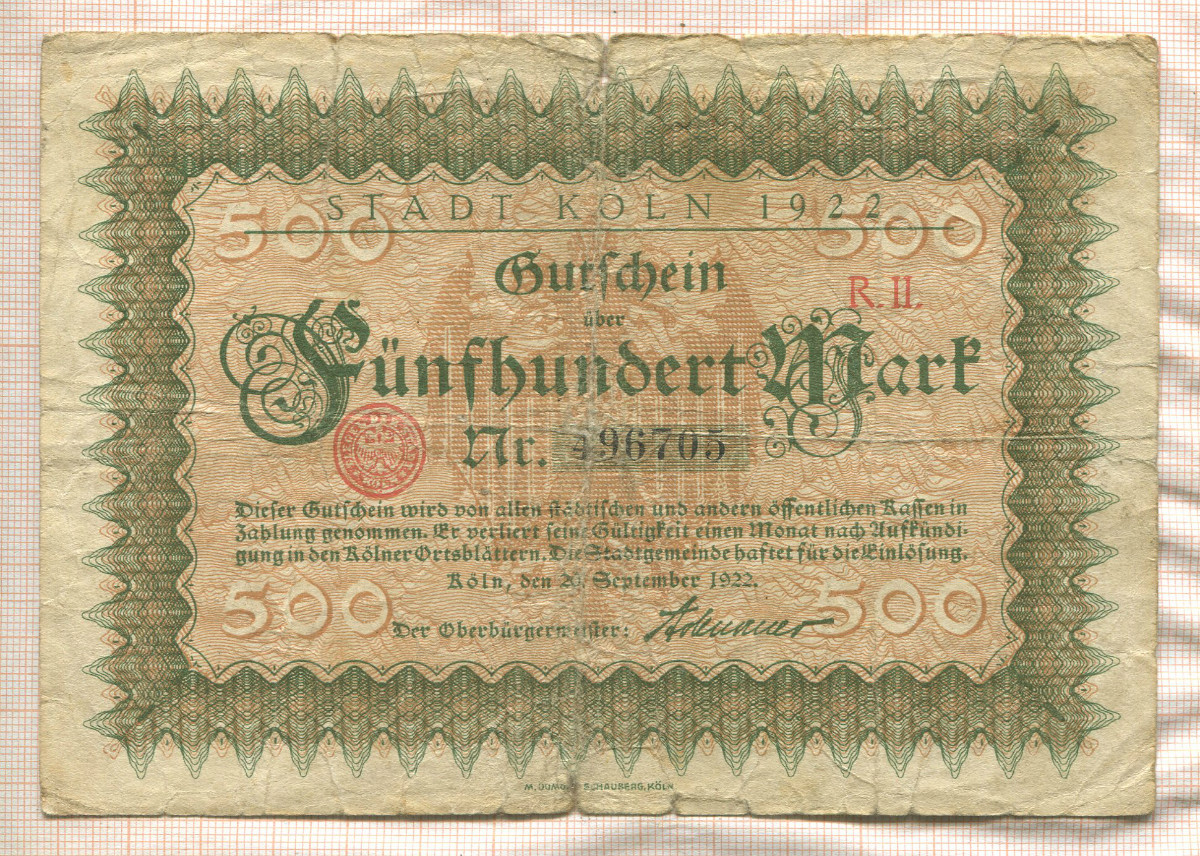 STADT KÖLN 1922
500 500
Gutschein
R. II.
über
Fünfhundert Mark
Nr. 496705
Dieser Gutschein wird von allen städtischen und andern öffentlichen Kassen in
Zahlung genommen. Er verliert seine Gültigkeit einen Monat nach Aufkündi-
gung in den Kölner Ortsblättern. Die Stadtgemeinde haftet für die Einlösung.
Köln, den September 1922.
500 500
Der Oberbürgermeister: Adenauer
M. DUMONT SCHAUBERG, KÖLN